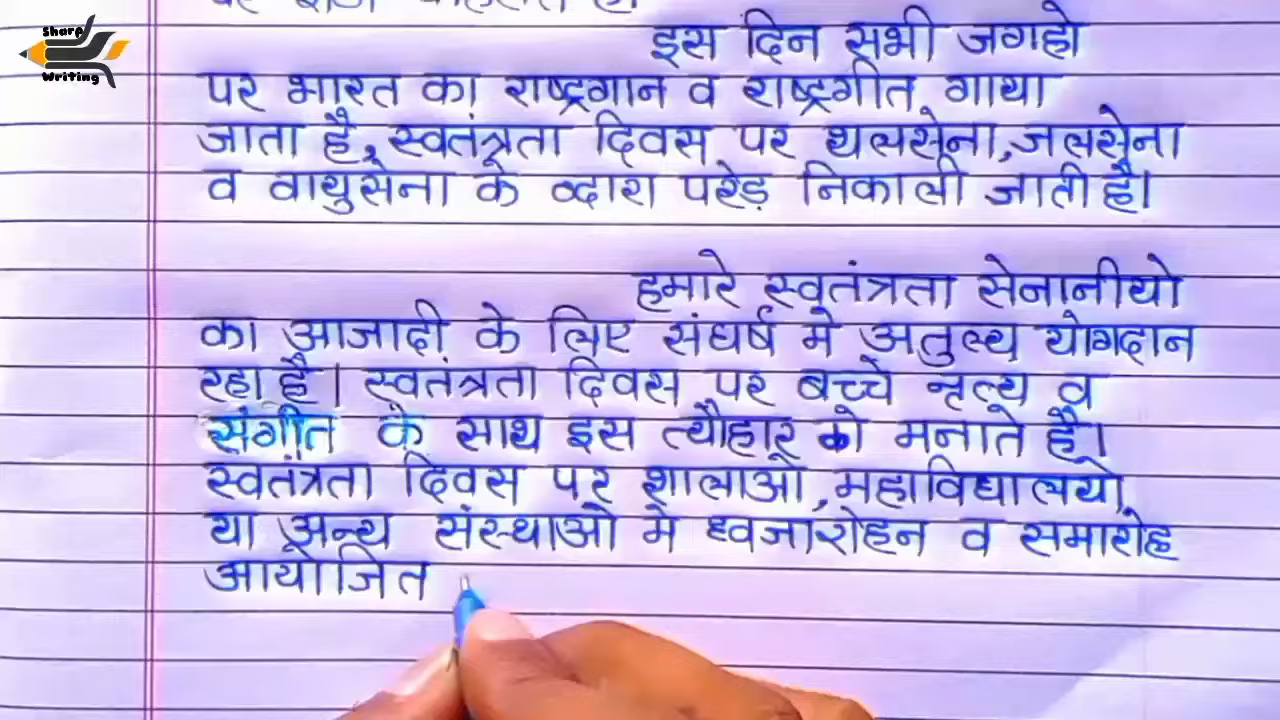 Sharp
Writing
इस दिन सभी जगहो
पर भारत का राष्ट्रगान व राष्ट्रगीत गाया
जाता है, स्वतंत्रता दिवस पर थलसेना,जलसेना
व वायुसेना के व्दारा परेड़ निकाली जाती है।
हमारे स्वतंत्रता सेनानीयो
का आजादी के लिए संघर्ष मे अतुल्य योगदान
रहा है। स्वतंत्रता दिवस पर बच्चे नृत्य व
संगीत के साथ इस त्यौहार को मनाते है।
स्वतंत्रता दिवस पर शालाओ,महाविद्यालयो,
या अन्य संस्थाओ मे ध्वजारोहन व समारोह
आयोजित